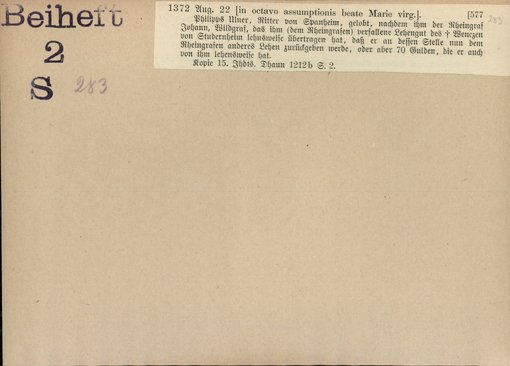 Beiheft
2
S 283
1372 Aug. 22 [in octavo assumptionis beate Marie virg.]. [577
283
Philipps Ulner, Ritter von Spanheim, gelobt, nachdem ihm der Rheingraf
Johann, Wildgraf, das ihm (dem Rheingrafen) verfallene Lehengut des † Wentzen
von Studernheim lehnsweise übertragen hat, daß er an dessen Stelle nun dem
Rheingrafen anderes Lehen zurückgeben werde, oder aber 70 Gulden, die er auch
von ihm lehensweise hat.
Kopie 15. Jhdts. Dhaun 1212b S. 2.